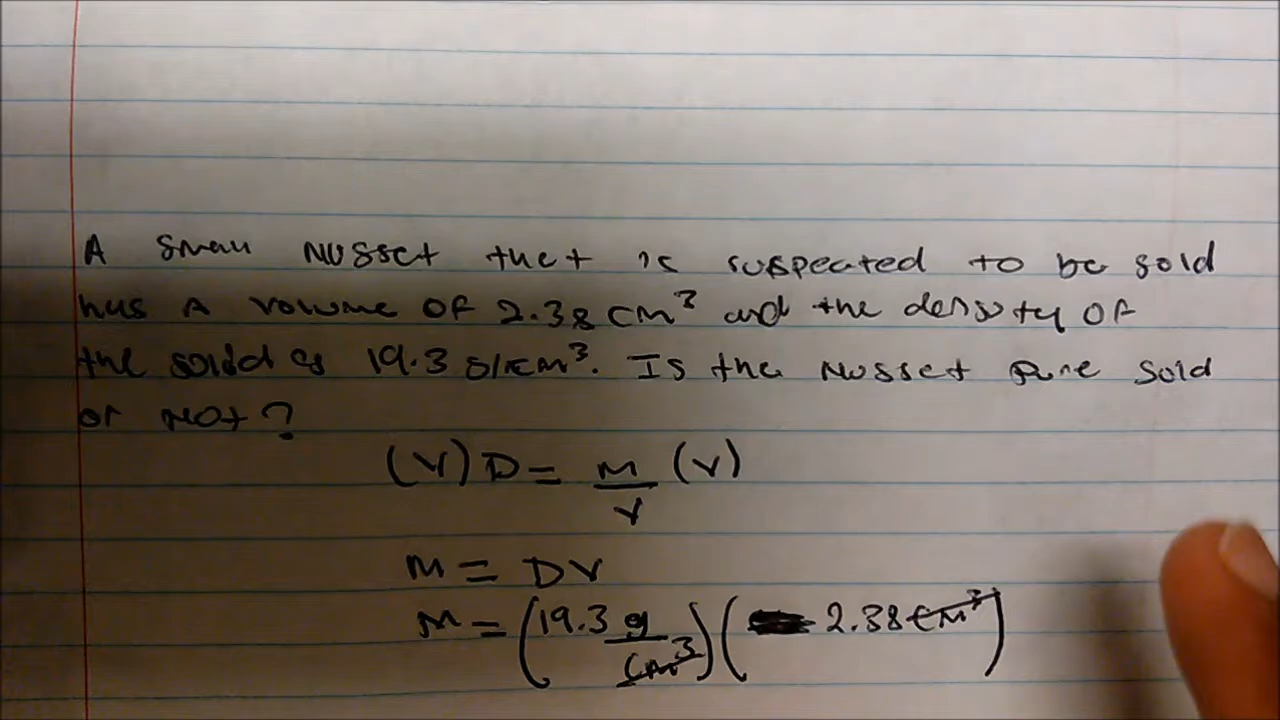 A small Nugget that is suspected to be gold
has A volume OF 2.38 cm³ and the density OF
the solid is 19.3 g/cm³. Is the Nugget pure gold
or Not?
(V) D = M/V (V)
M = DV
M = (19.3 g/cm³)(2.38 cm³)